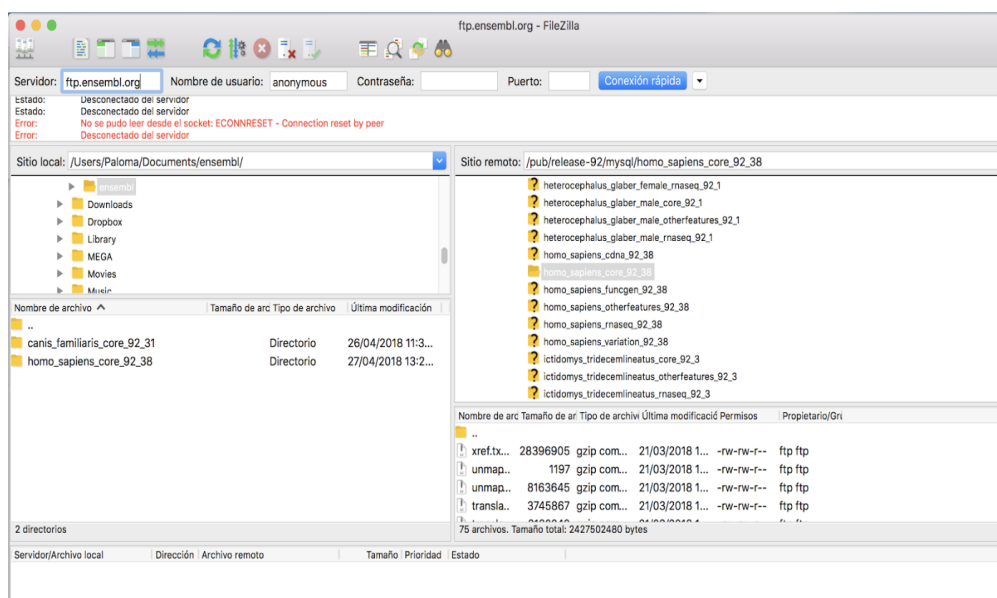 ftp.ensembl.org - FileZilla
Servidor: ftp.ensembl.org Nombre de usuario: anonymous Contraseña: Puerto: Conexión rápida
Estado: Desconectado del servidor
Estado: Desconectado del servidor
Error: No se pudo leer desde el socket: ECONNRESET - Connection reset by peer
Error: Desconectado del servidor
Sitio local: /Users/Paloma/Documents/ensembl/
ensembl
Downloads
Dropbox
Library
MEGA
Movies
Music
Nombre de archivo Tamaño de arc Tipo de archivo Última modificación
..
canis_familiaris_core_92_31 Directorio 26/04/2018 11:3...
homo_sapiens_core_92_38 Directorio 27/04/2018 13:2...
2 directorios
Sitio remoto: /pub/release-92/mysql/homo_sapiens_core_92_38
heterocephalus_glaber_female_rnaseq_92_1
heterocephalus_glaber_male_core_92_1
heterocephalus_glaber_male_otherfeatures_92_1
heterocephalus_glaber_male_rnaseq_92_1
homo_sapiens_cdna_92_38
homo_sapiens_core_92_38
homo_sapiens_funcgen_92_38
homo_sapiens_otherfeatures_92_38
homo_sapiens_rnaseq_92_38
homo_sapiens_variation_92_38
ictidomys_tridecemlineatus_core_92_3
ictidomys_tridecemlineatus_otherfeatures_92_3
ictidomys_tridecemlineatus_rnaseq_92_3
Nombre de arc Tamaño de ar Tipo de archivo Última modificació Permisos Propietario/Gru
..
xref.tx... 28396905 gzip com... 21/03/2018 1... -rw-rw-r-- ftp ftp
unmap... 1197 gzip com... 21/03/2018 1... -rw-rw-r-- ftp ftp
unmap... 8163645 gzip com... 21/03/2018 1... -rw-rw-r-- ftp ftp
transla... 3745867 gzip com... 21/03/2018 1... -rw-rw-r-- ftp ftp
75 archivos. Tamaño total: 2427502480 bytes
Servidor/Archivo local Dirección Archivo remoto Tamaño Prioridad Estado